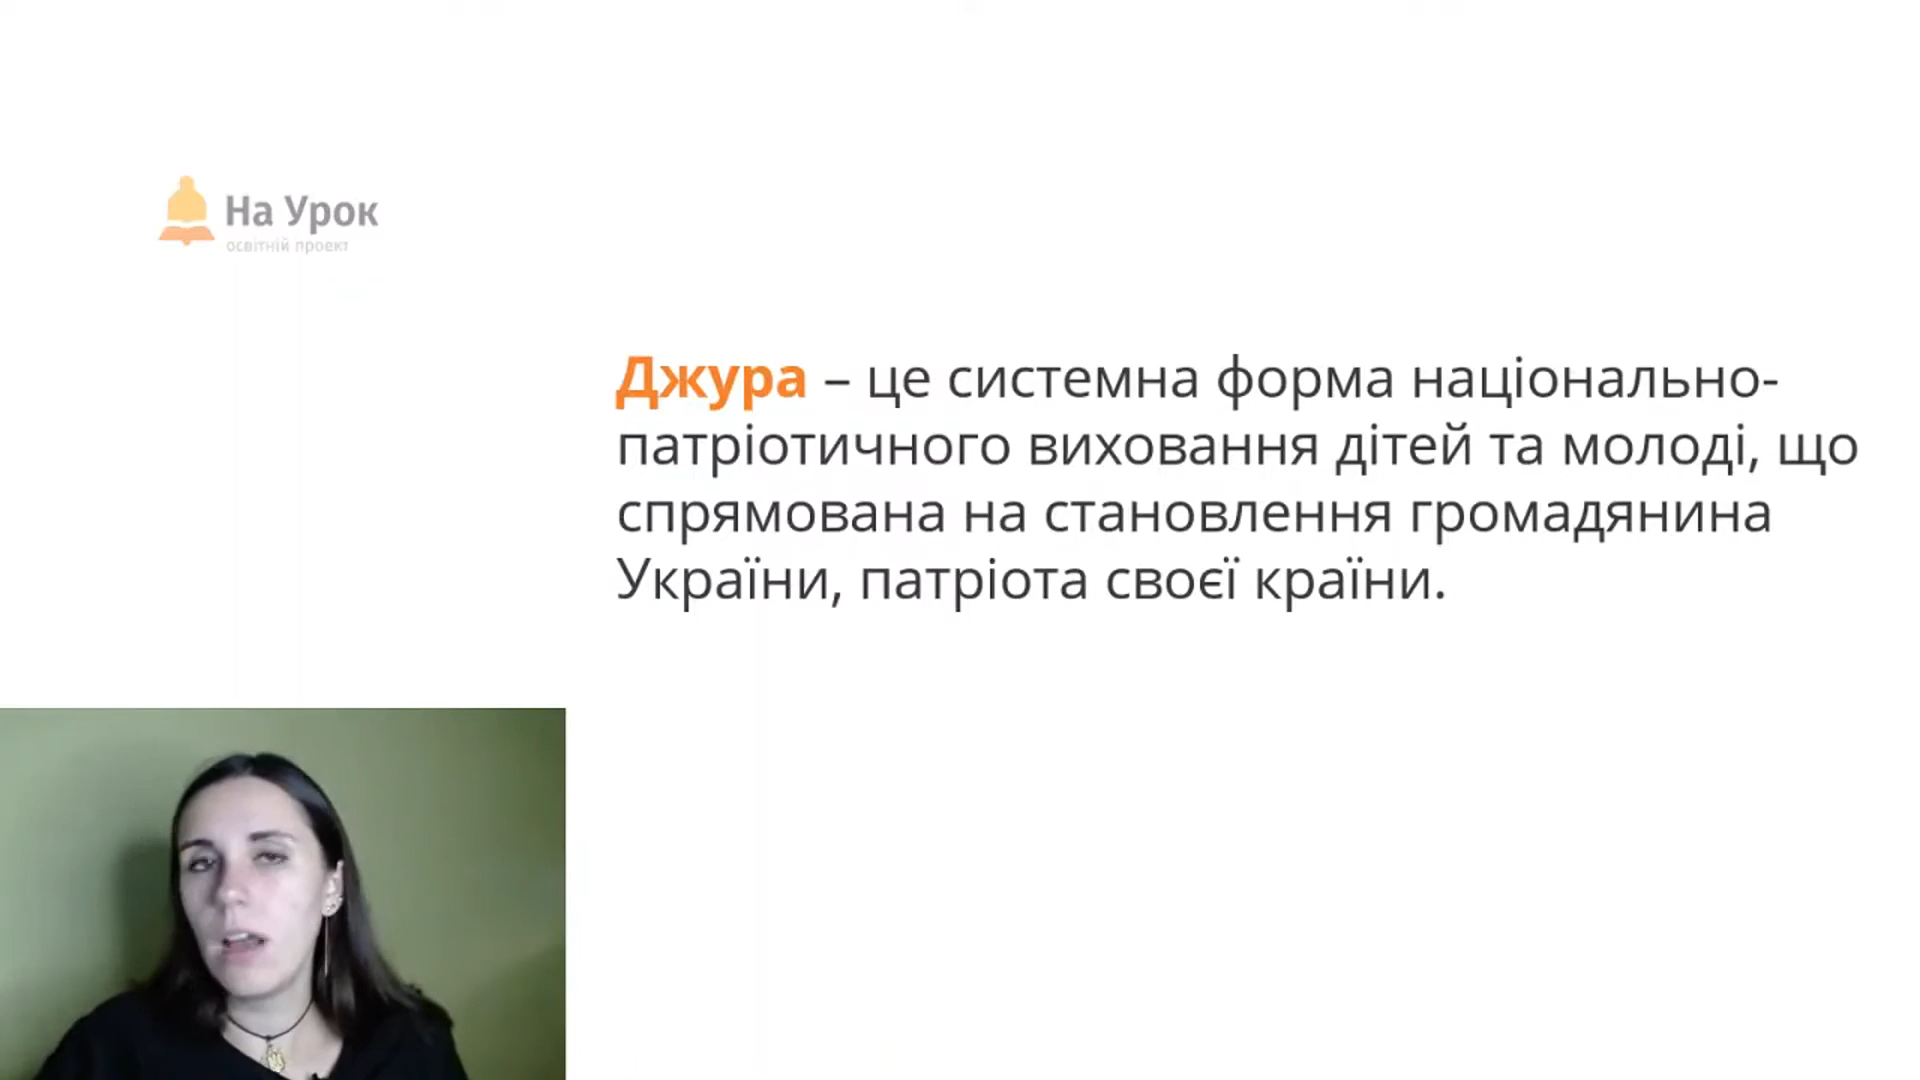 На Урок
освітній проект
Джура – це системна форма національно-
патріотичного виховання дітей та молоді, що
спрямована на становлення громадянина
України, патріота своєї країни.